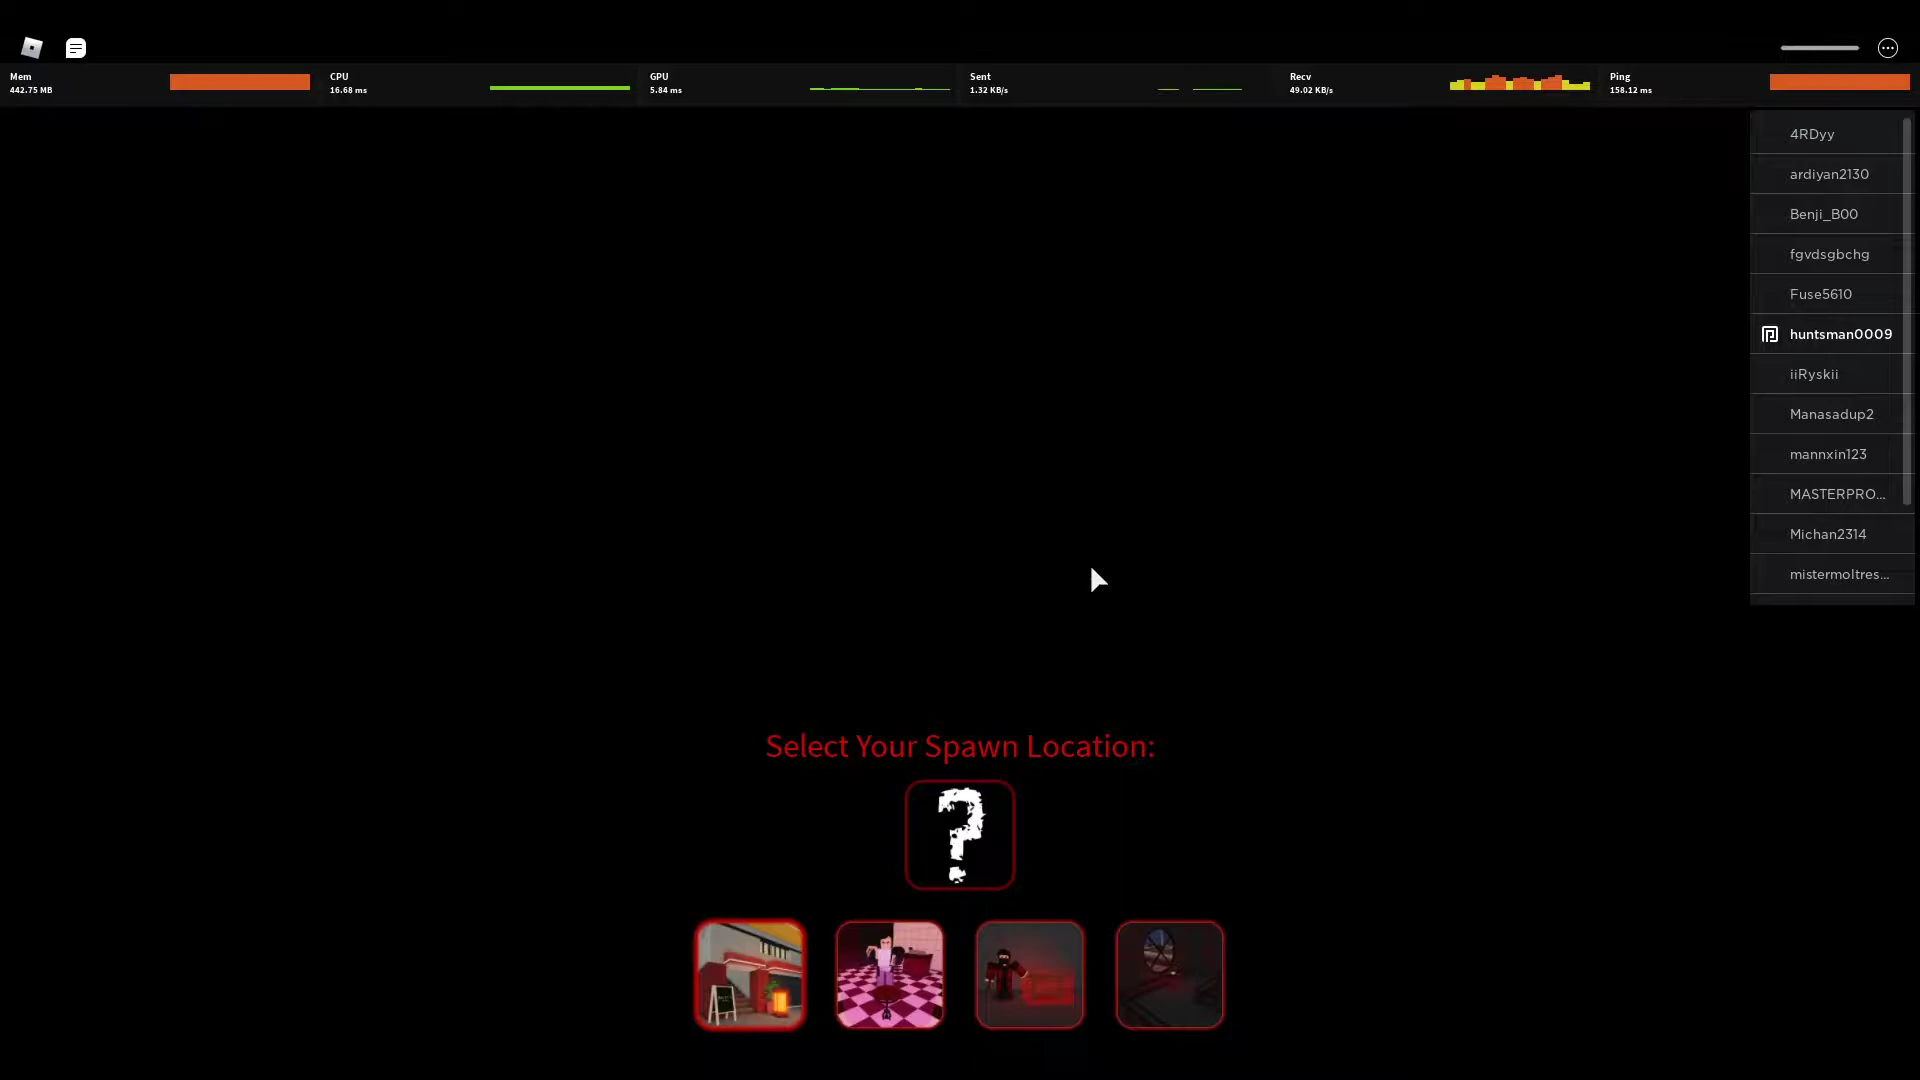 Mem
442.75 MB
CPU
16.68 ms
GPU
5.84 ms
Sent
1.32 KB/s
Recv
49.02 KB/s
Ping
158.12 ms
4RDyy
ardiyan2130
Benji_B00
fgvdsgbchg
Fuse5610
huntsman0009
iiRyskii
Manasadup2
mannxin123
MASTERPRO...
Michan2314
mistermoltres...
Select Your Spawn Location:
?